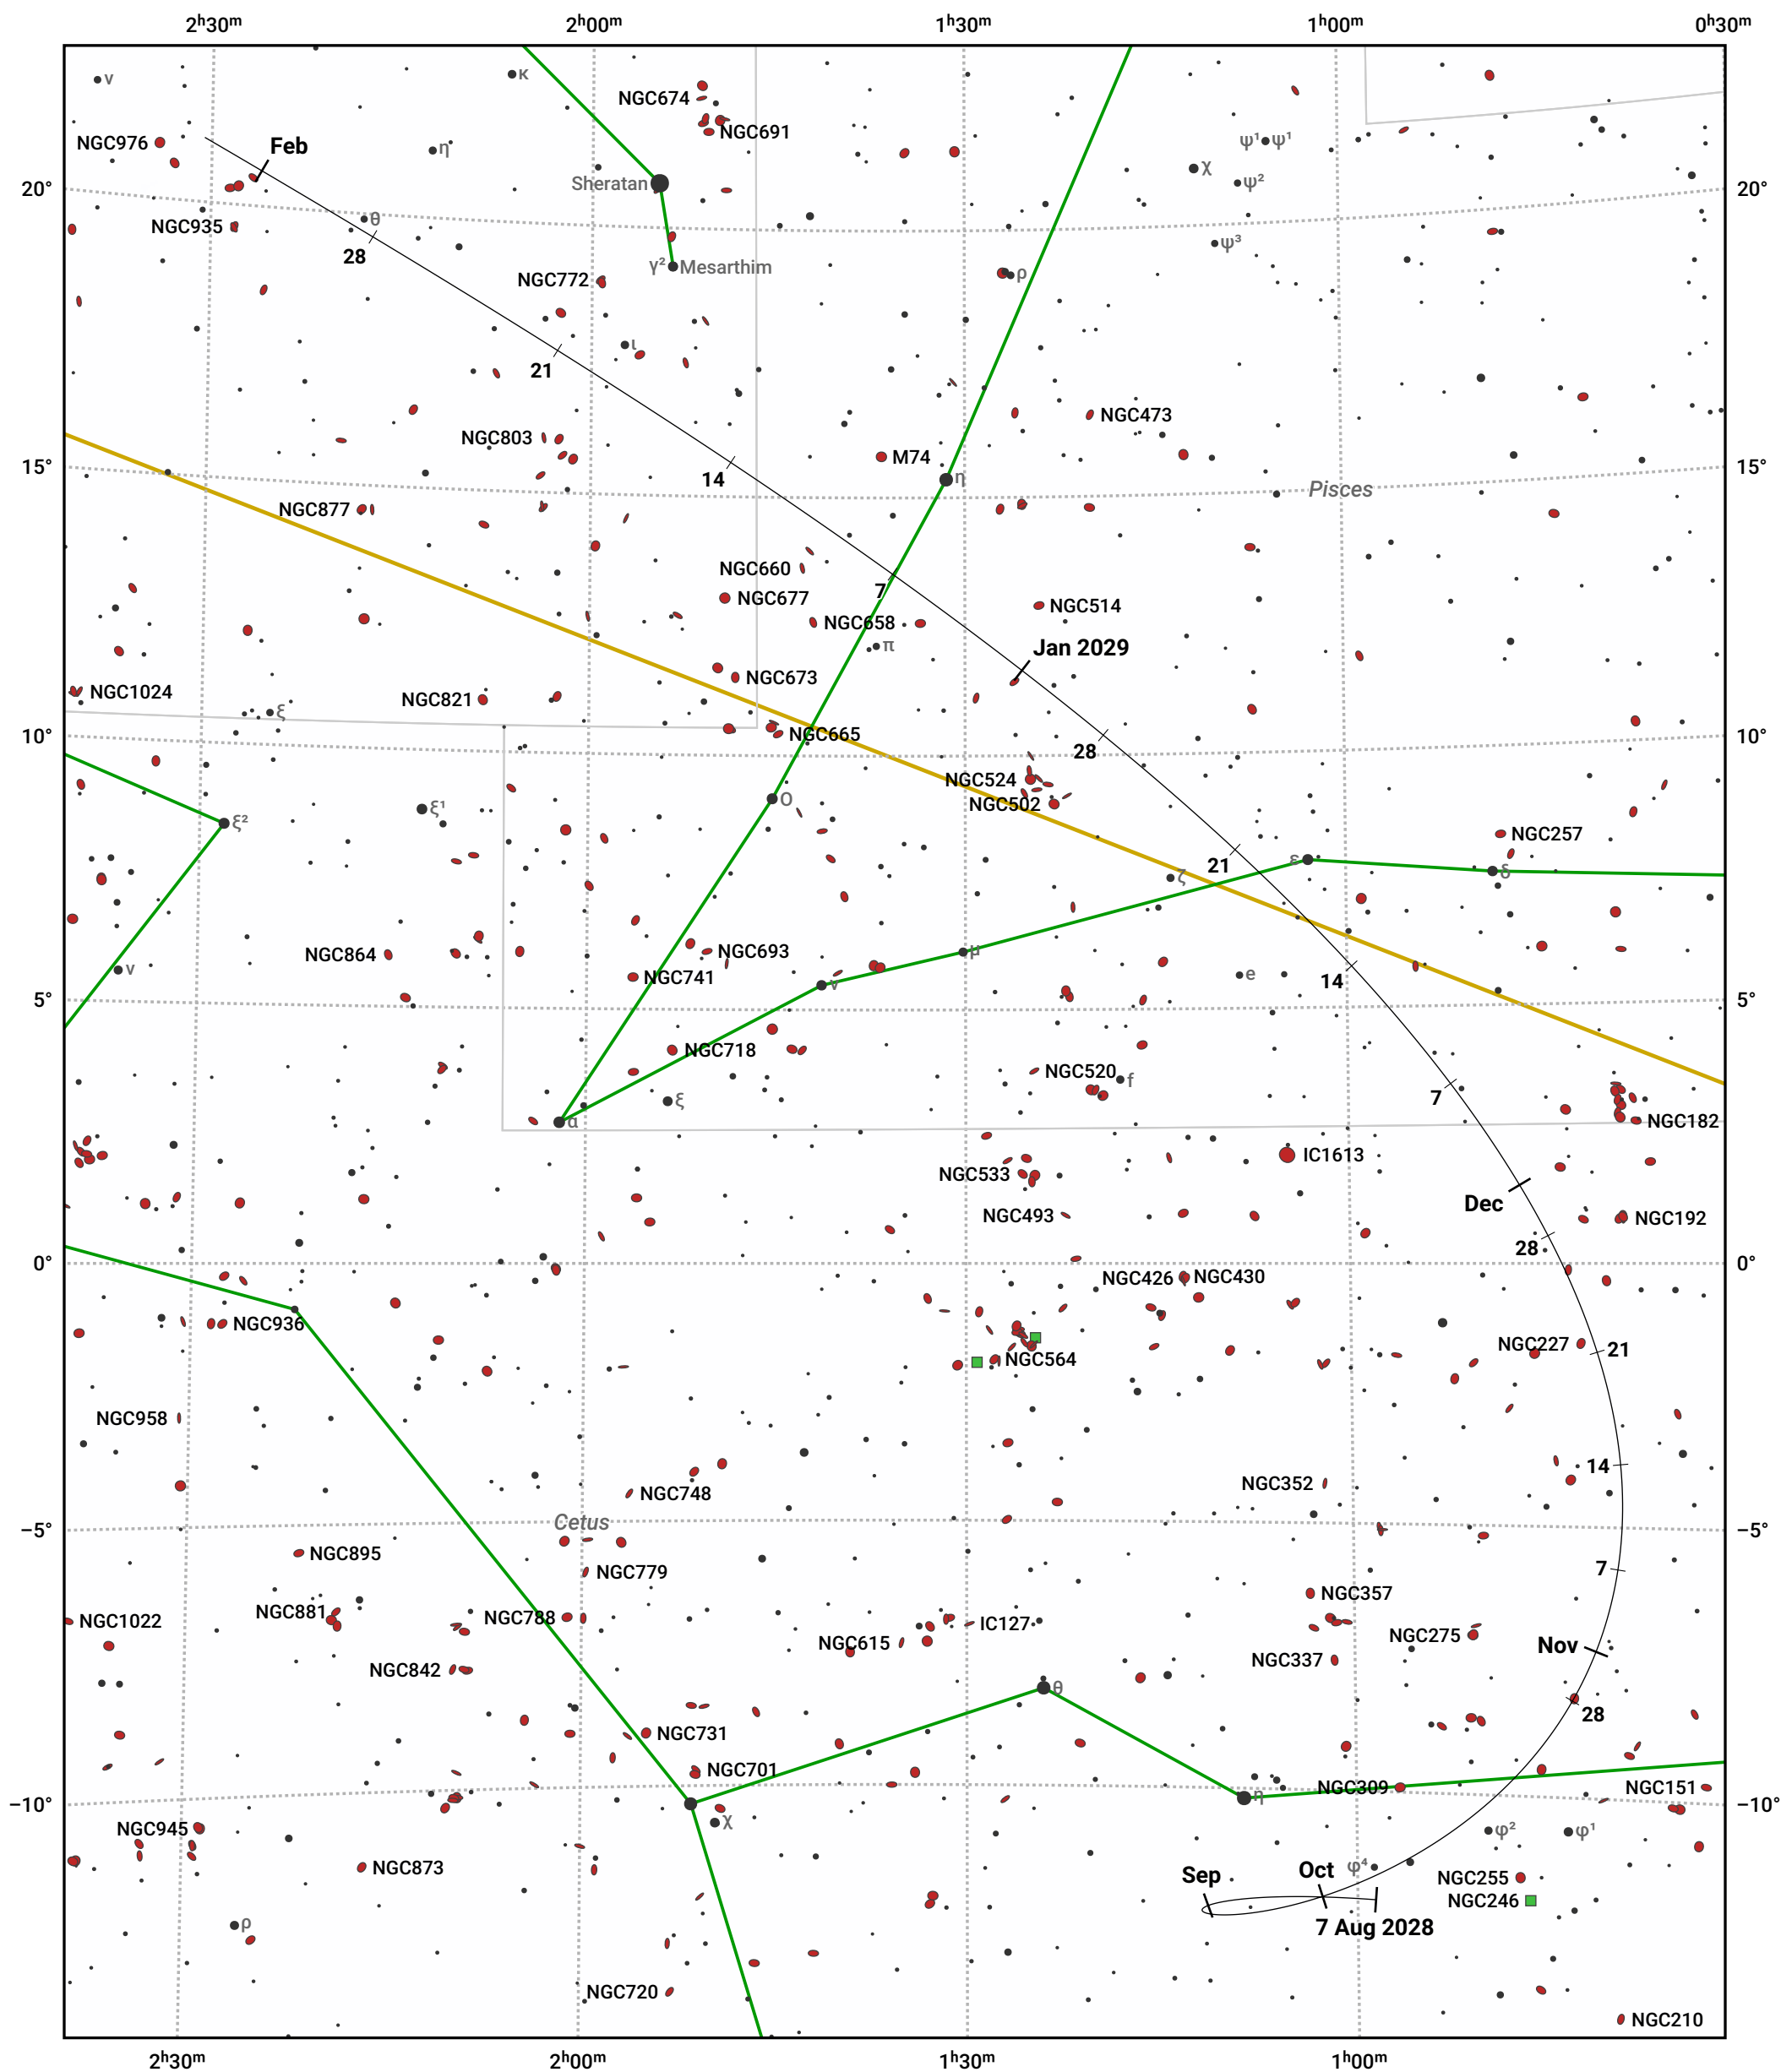 2h30m 2h00m 1h30m 1h00m 0h30m
ν κ NGC674
NGC691
NGC976 Feb η ψ¹ ψ¹
χ
20° Sheratan ψ² 20°
NGC935 θ
28 ψ³
γ² Mesarthim ρ
NGC772
ι
21
NGC473
NGC803
M74
14 η
Pisces
15° 15°
NGC877
NGC660
7
NGC677 NGC514
NGC658
π
Jan 2029
NGC673
NGC1024 NGC821
ξ
10° NGC665 10°
28
NGC524
ο NGC502
ξ² ξ¹ NGC257
21 ε
ζ δ
NGC864 NGC693 μ
ν NGC741 ν e
14
5° 5°
NGC718 NGC520 f
7
ξ
α NGC182
NGC533 IC1613
Dec
NGC493 NGC192
28
0° 0°
NGC426 NGC430
NGC936
NGC227 21
NGC564
NGC958
14
NGC748 NGC352
Cetus
−5° −5°
NGC895
NGC779 7
NGC357
NGC881
NGC1022 NGC788 IC127
NGC615 NGC275 Nov
NGC842 NGC337
θ
28
NGC731
NGC701
NGC309 NGC151
−10° η −10°
NGC945 χ φ² φ¹
NGC873 φ⁴
Sep Oct NGC255
NGC246
ρ 7 Aug 2028
NGC720
NGC210
2h30m 2h00m 1h30m 1h00m